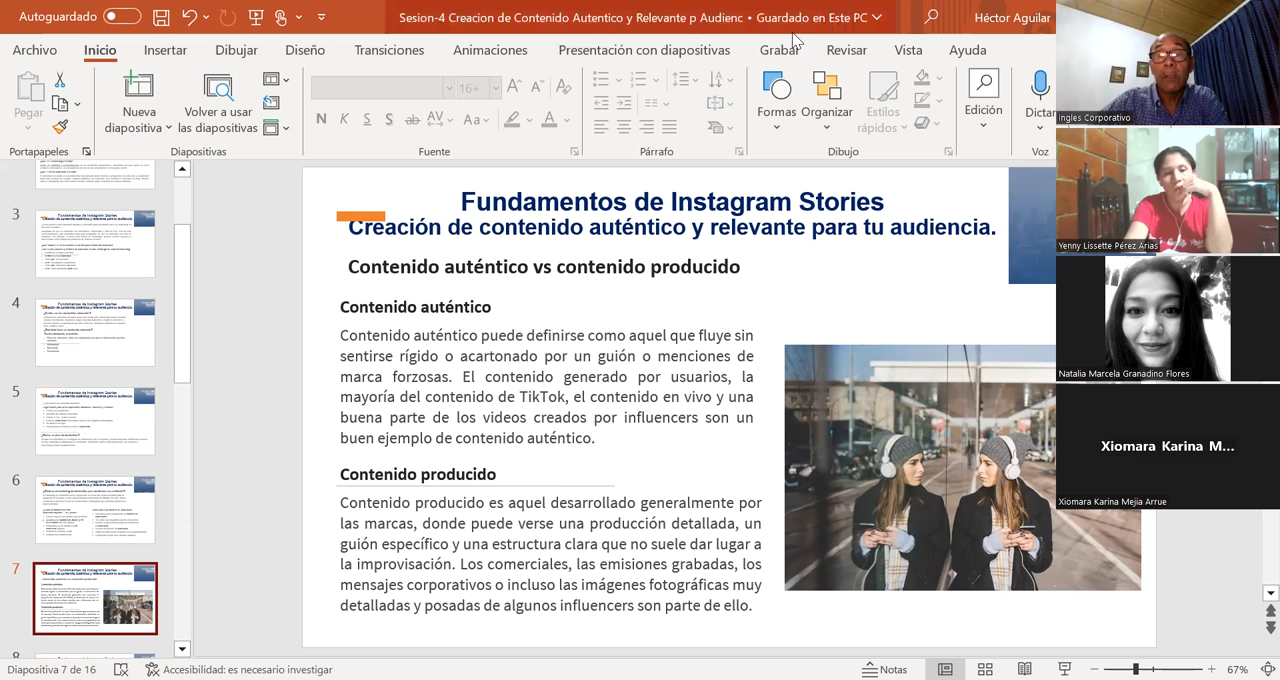 Autoguardado
Sesion-4 Creacion de Contenido Autentico y Relevante p Audienc • Guardado en Este PC
Héctor Aguilar
Archivo Inicio Insertar Dibujar Diseño Transiciones Animaciones Presentación con diapositivas Grabar Revisar Vista Ayuda
Pegar
Nueva diapositiva
Volver a usar las diapositivas
16+
N K S S ab AV Aa A
Formas Organizar Estilos rápidos
Edición
Dictar
Portapapeles Diapositivas Fuente Párrafo Dibujo Voz
Ingles Corporativo
Yenny Lissette Pérez Arias
Natalia Marcela Granadino Flores
Xiomara Karina M...
Xiomara Karina Mejia Arrue
3
4
5
6
7
8
Fundamentos de Instagram Stories
Creación de contenido auténtico y relevante para tu audiencia.
Contenido auténtico vs contenido producido
Contenido auténtico
Contenido auténtico puede definirse como aquel que fluye sin
sentirse rígido o acartonado por un guión o menciones de
marca forzosas. El contenido generado por usuarios, la
mayoría del contenido en TikTok, el contenido en vivo y una
buena parte de los videos creados por influencers son un
buen ejemplo de contenido auténtico.
Contenido producido
Contenido producido es desarrollado generalmente por
las marcas, donde puede verse una producción detallada, un
guión específico y una estructura clara que no suele dar lugar a
la improvisación. Los comerciales, las emisiones grabadas,
mensajes corporativos e incluso las imágenes fotográficas muy
detalladas y posadas de algunos influencers son parte de ello.
Diapositiva 7 de 16
Accesibilidad: es necesario investigar
Notas
67%